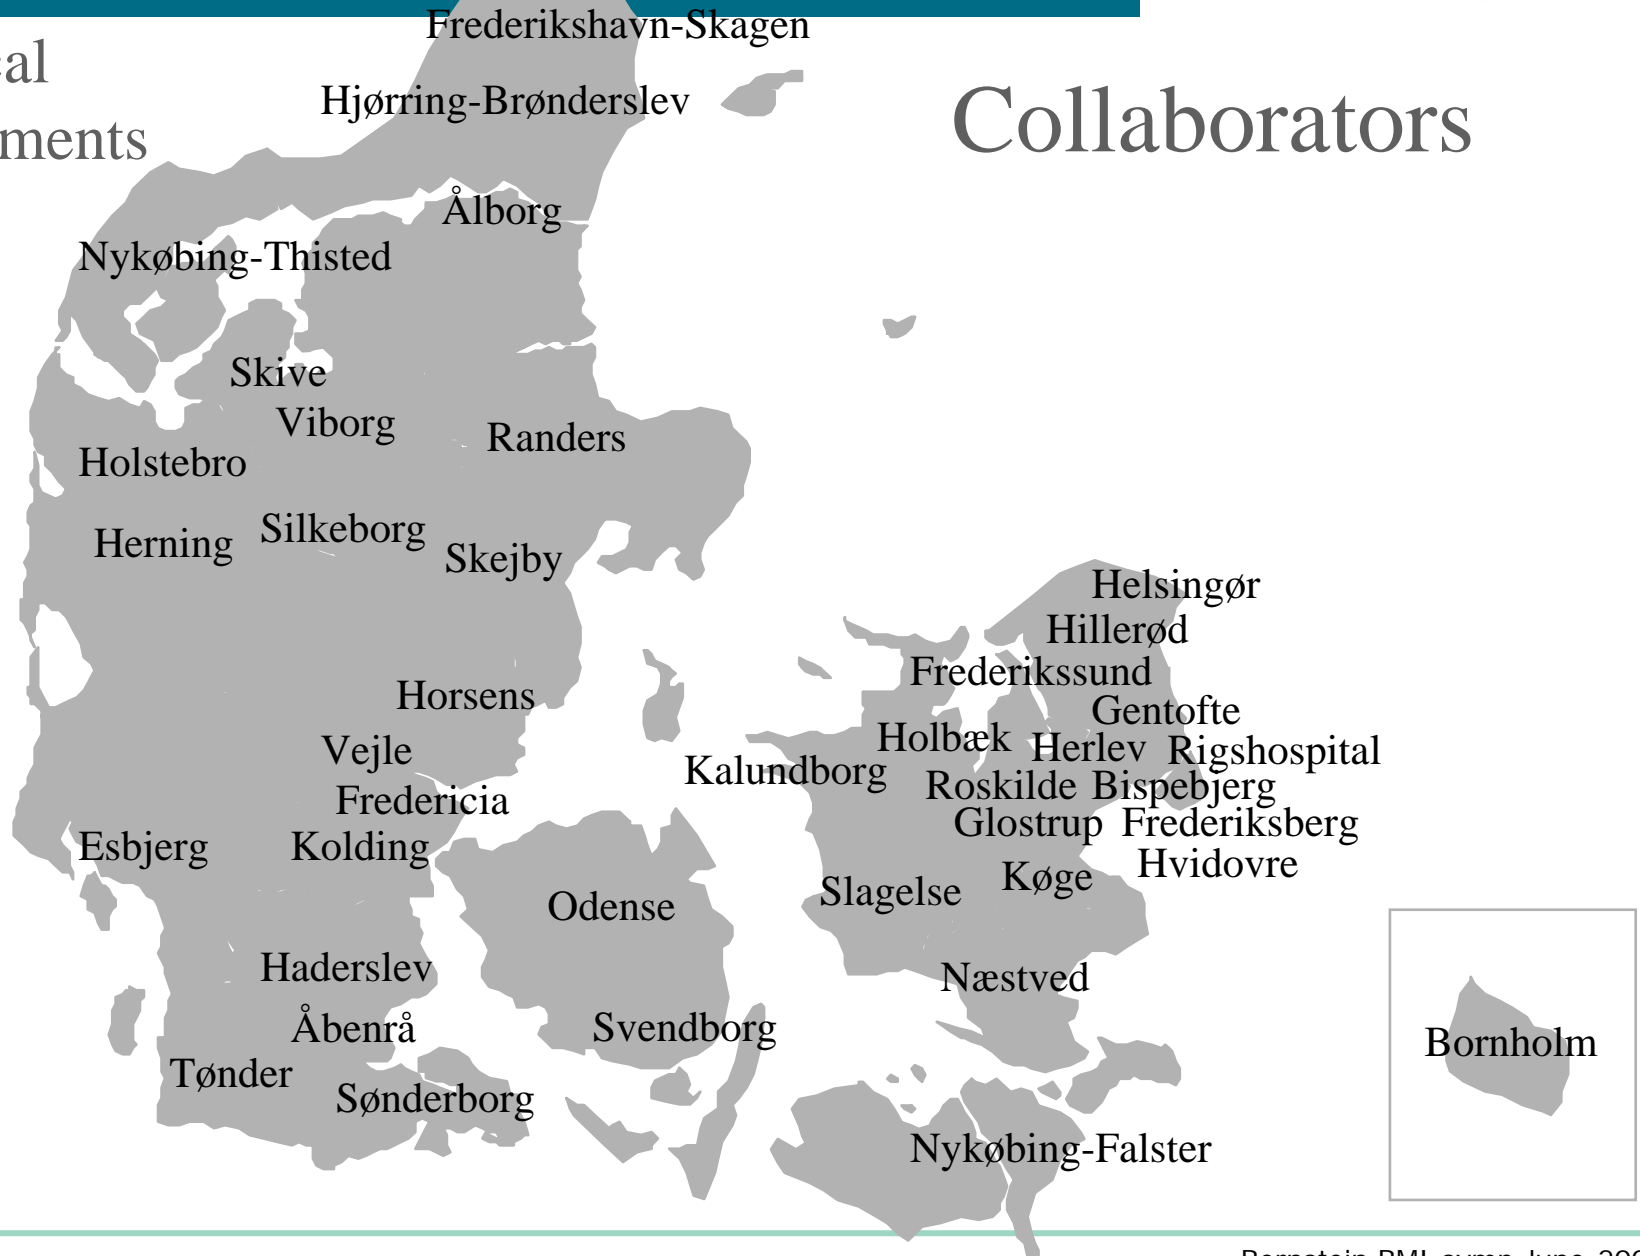 Frederikshavn-Skagen
cal
Hjørring-Brønderslev
Collaborators
ments
Ålborg
Nykøbing-Thisted
Skive
Viborg
Randers
Holstebro
Silkeborg
Herning
Skejby
Helsingør
Hillerød
Frederikssund
Horsens
Gentofte
Holbæk Herlev Rigshospital
Vejle
Kalundborg
Roskilde Bispebjerg
Fredericia
Glostrup Frederiksberg
Esbjerg
Kolding
Hvidovre
Køge
Slagelse
Odense
Haderslev
Næstved
Åbenrå
Svendborg
Bornholm
Tønder
Sønderborg
Nykøbing-Falster